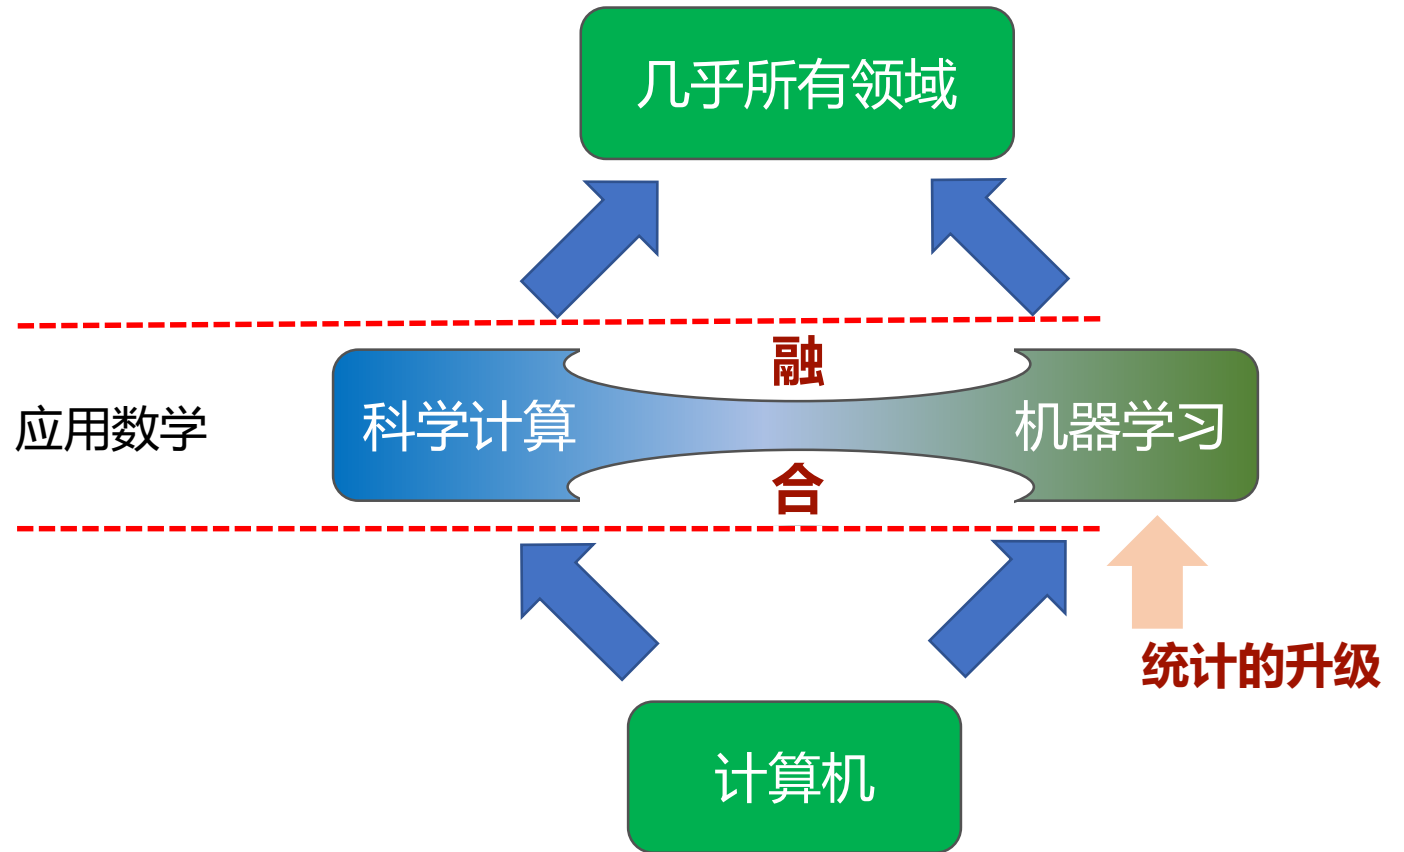 几乎所有领域
融
应用数学
科学计算
机器学习
合
统计的升级
计算机